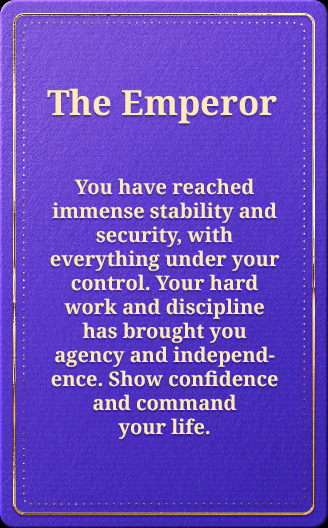 The Emperor
You have reached
immense stability and
security, with
everything under your
control. Your hard
work and discipline
has brought you
agency and independ-
ence. Show confidence
and command
your life.